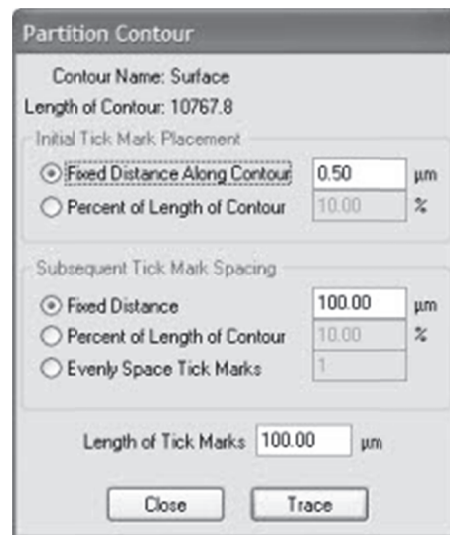 Partition Contour
Contour Name: Surface
Length of Contour: 10767.8
Initial Tick Mark Placement
Fixed Distance Along Contour 0.50 µm
Percent of Length of Contour 10.00 %
Subsequent Tick Mark Spacing
Fixed Distance 100.00 µm
Percent of Length of Contour 10.00 %
Evenly Space Tick Marks 1
Length of Tick Marks 100.00 µm
Close Trace